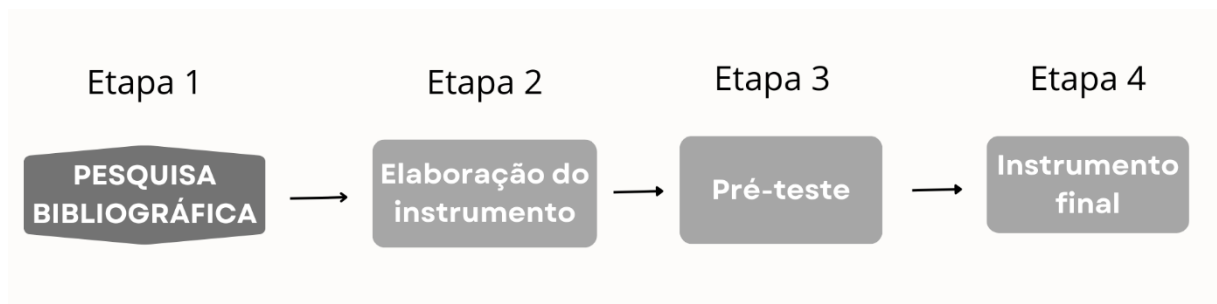 Etapa 1
PESQUISA
BIBLIOGRÁFICA
Etapa 2
Elaboração do
instrumento
Etapa 3
Pré-teste
Etapa 4
Instrumento
final